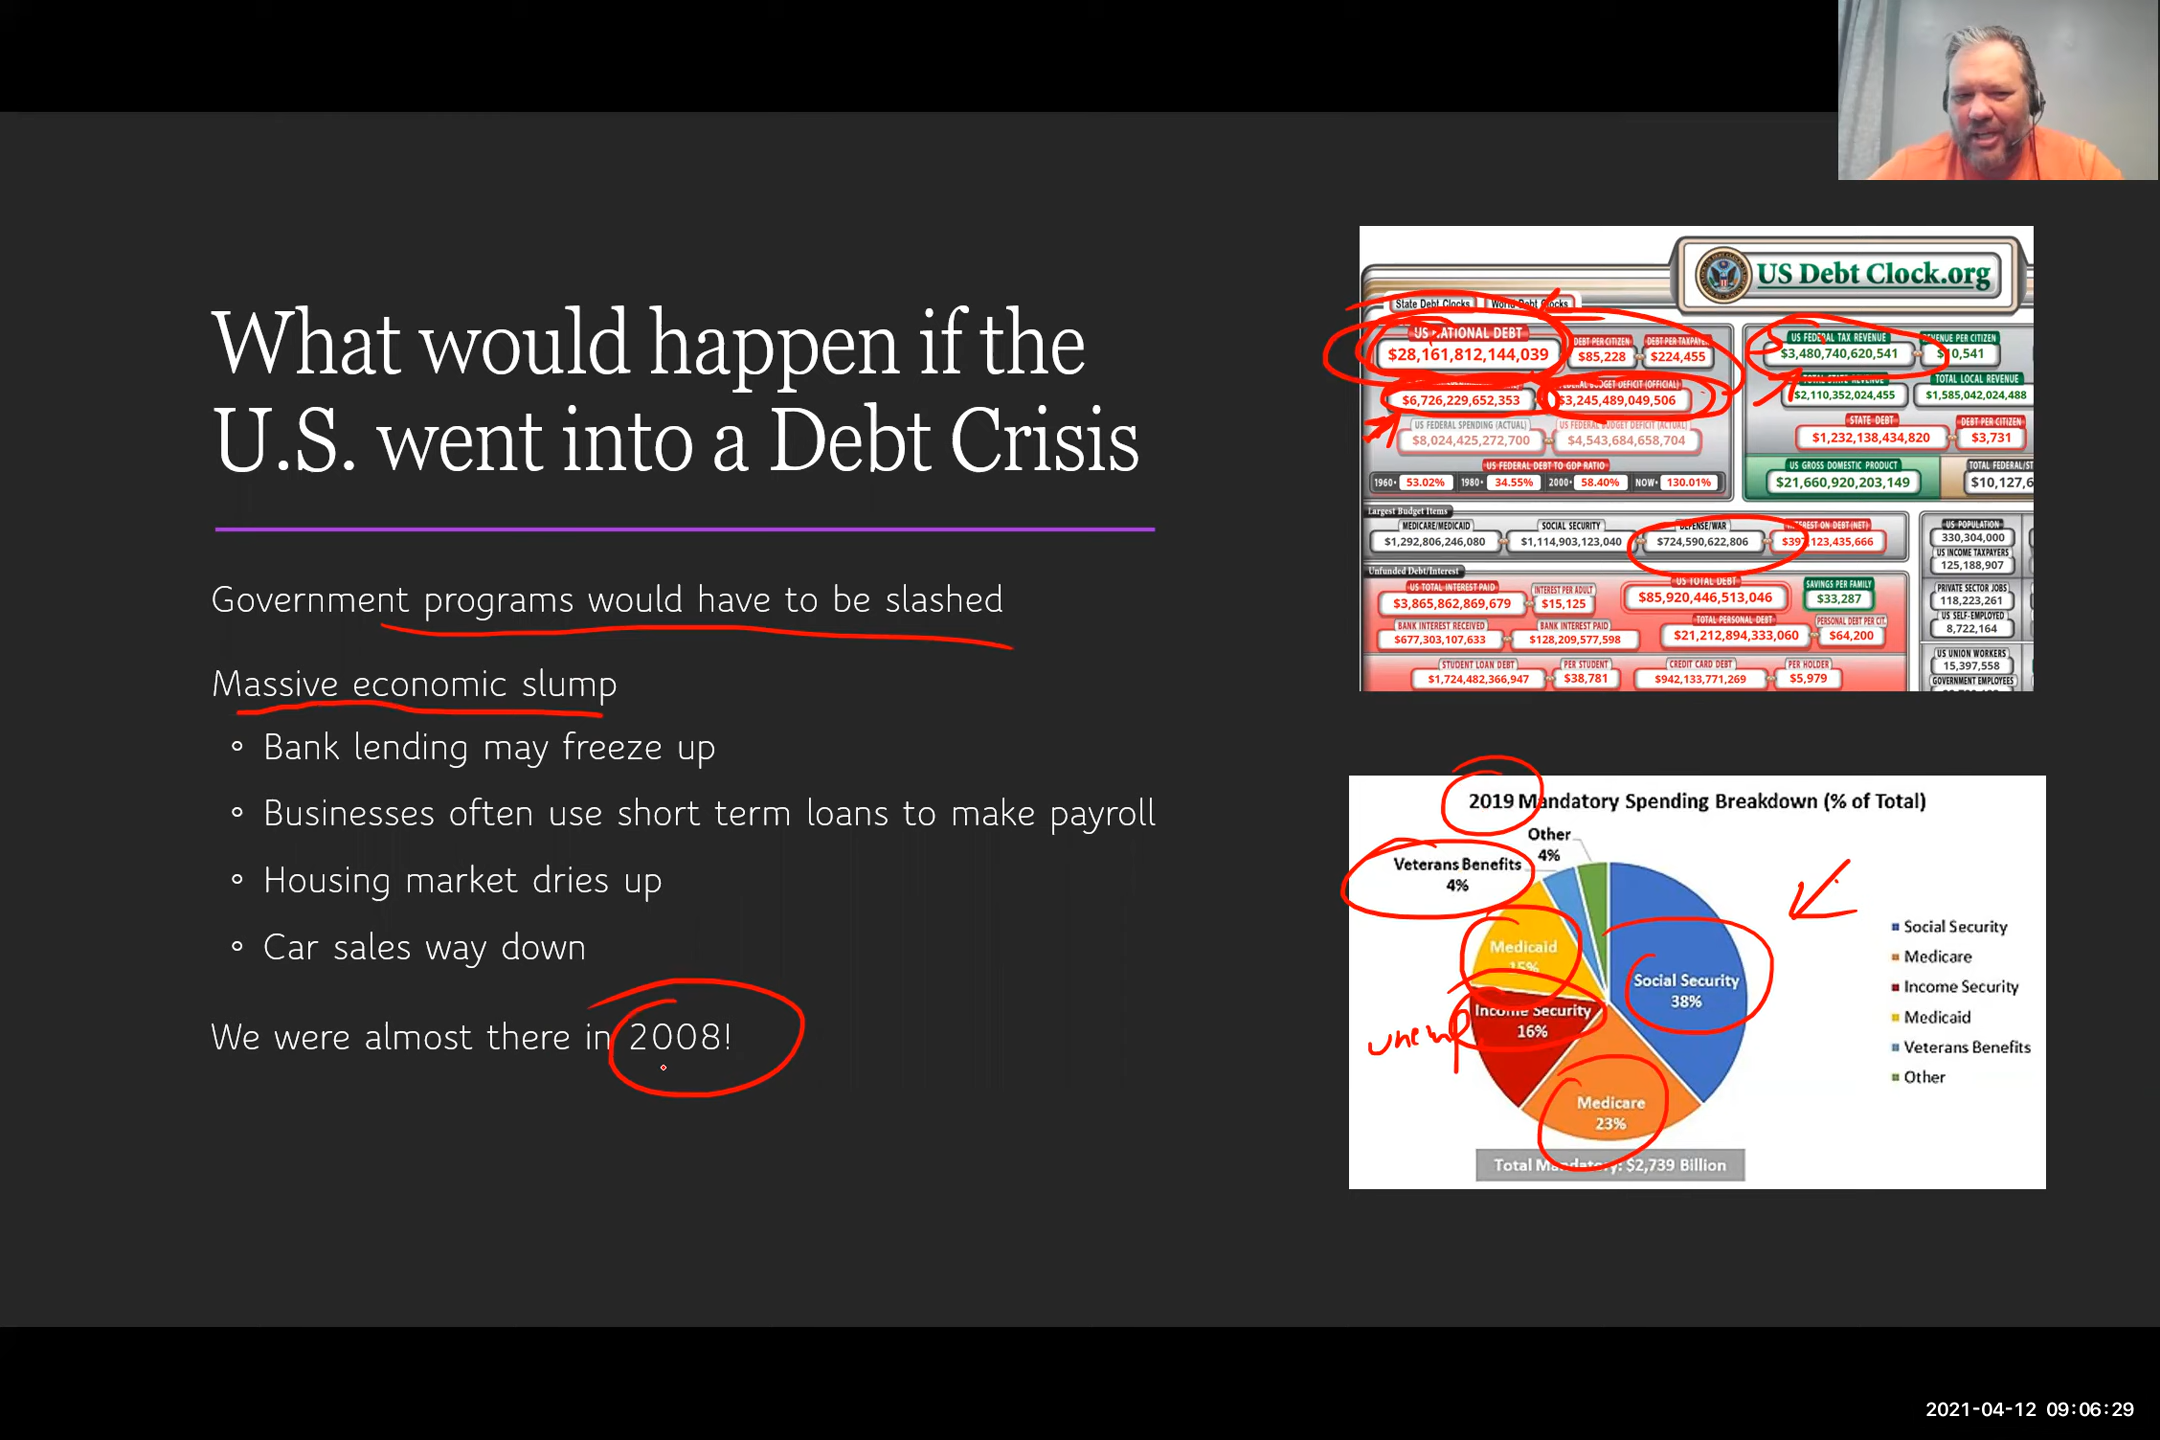 What would happen if the
U.S. went into a Debt Crisis
Government programs would have to be slashed
Massive economic slump
Bank lending may freeze up
Businesses often use short term loans to make payroll
Housing market dries up
Car sales way down
We were almost there in 2008!
US Debt Clock.org
State Debt Clocks World Debt Clocks
US NATIONAL DEBT
$28,161,812,144,039
DEBT PER CITIZEN
$85,228
DEBT PER TAXPAYER
$224,455
$6,726,229,652,353
FEDERAL BUDGET DEFICIT (OFFICIAL)
$3,245,489,049,506
US FEDERAL SPENDING (ACTUAL)
$8,024,425,272,700
US FEDERAL BUDGET DEFICIT (ACTUAL)
$4,543,684,658,704
US FEDERAL DEBT TO GDP RATIO
1960• 53.02% 1980• 34.55% 2000• 58.40% NOW• 130.01%
US FEDERAL TAX REVENUE
$3,480,740,620,541
REVENUE PER CITIZEN
$10,541
TOTAL STATE REVENUE
$2,110,352,024,455
TOTAL LOCAL REVENUE
$1,585,042,024,488
STATE DEBT
$1,232,138,434,820
DEBT PER CITIZEN
$3,731
US GROSS DOMESTIC PRODUCT
$21,660,920,203,149
TOTAL FEDERAL/ST
$10,127,6
Largest Budget Items
MEDICARE/MEDICAID
$1,292,806,246,080
SOCIAL SECURITY
$1,114,903,123,040
DEFENSE/WAR
$724,590,622,806
INTEREST ON DEBT (NET)
$397,123,435,666
US POPULATION
330,304,000
US INCOME TAXPAYERS
125,188,907
PRIVATE SECTOR JOBS
118,223,261
US SELF-EMPLOYED
8,722,164
US UNION WORKERS
15,397,558
GOVERNMENT EMPLOYEES
Unfunded Debt/Interest
US TOTAL INTEREST PAID
$3,865,862,869,679
INTEREST PER ADULT
$15,125
US TOTAL DEBT
$85,920,446,513,046
SAVINGS PER FAMILY
$33,287
BANK INTEREST RECEIVED
$677,303,107,633
BANK INTEREST PAID
$128,209,577,598
TOTAL PERSONAL DEBT
$21,212,894,333,060
PERSONAL DEBT PER CIT.
$64,200
STUDENT LOAN DEBT
$1,724,482,366,947
PER STUDENT
$38,781
CREDIT CARD DEBT
$942,133,771,269
PER HOLDER
$5,979
2019 Mandatory Spending Breakdown (% of Total)
Other
4%
Veterans Benefits
4%
Medicaid
15%
Social Security
38%
Income Security
16%
unemp
Medicare
23%
Social Security
Medicare
Income Security
Medicaid
Veterans Benefits
Other
Total Mandatory: $2,739 Billion
2021-04-12 09:06:29